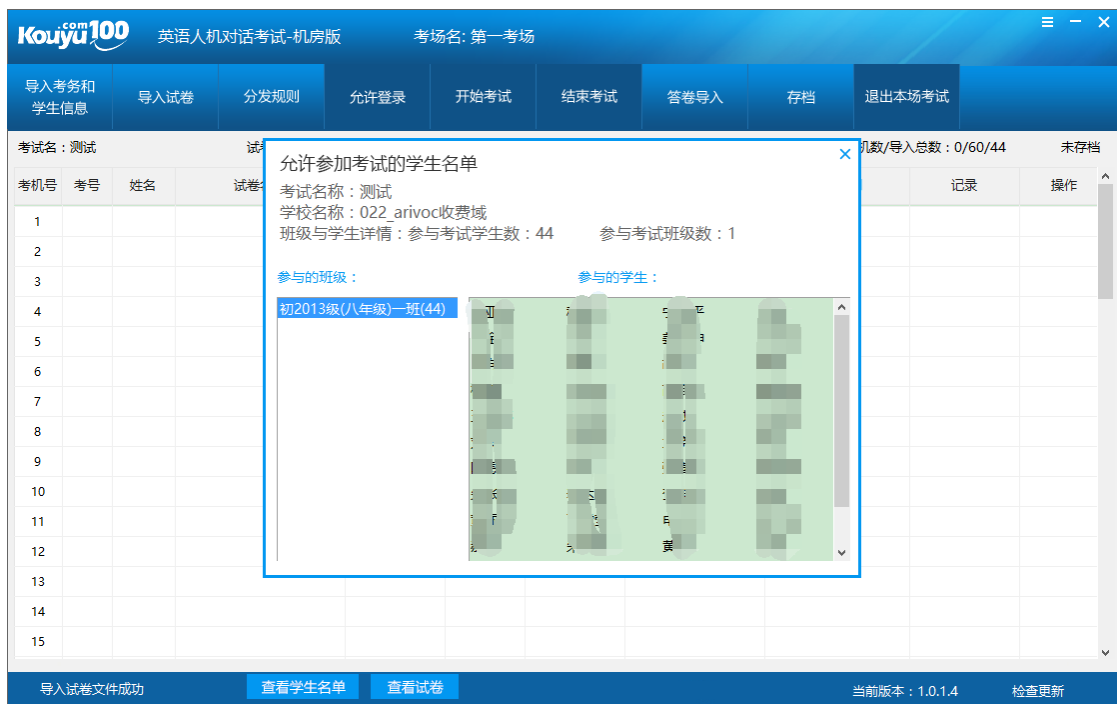 Kouyu100.com 英语人机对话考试-机房版 考场名: 第一考场
导入考务和学生信息 导入试卷 分发规则 允许登录 开始考试 结束考试 答卷导入 存档 退出本场考试
考试名：测试 机数/导入总数：0/60/44 未存档
考机号 考号 姓名 记录 操作
允许参加考试的学生名单
考试名称：测试
学校名称：022_arivoc收费域
班级与学生详情：参与考试学生数：44 参与考试班级数：1
参与的班级： 参与的学生：
初2013级(八年级)一班(44)
1
2
3
4
5
6
7
8
9
10
11
12
13
14
15
导入试卷文件成功 查看学生名单 查看试卷 当前版本：1.0.1.4 检查更新